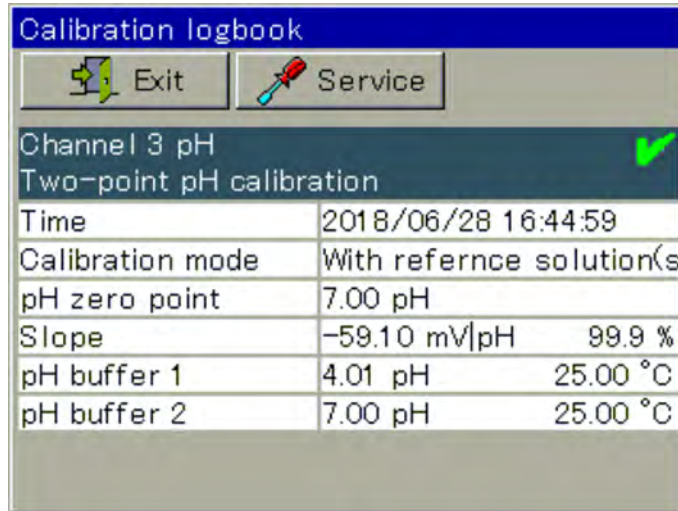 Calibration logbook
Exit Service
Channel 3 pH
Two-point pH calibration
Time 2018/06/28 16:44:59
Calibration mode With refernce solution(s
pH zero point 7.00 pH
Slope -59.10 mV|pH 99.9 %
pH buffer 1 4.01 pH 25.00 °C
pH buffer 2 7.00 pH 25.00 °C